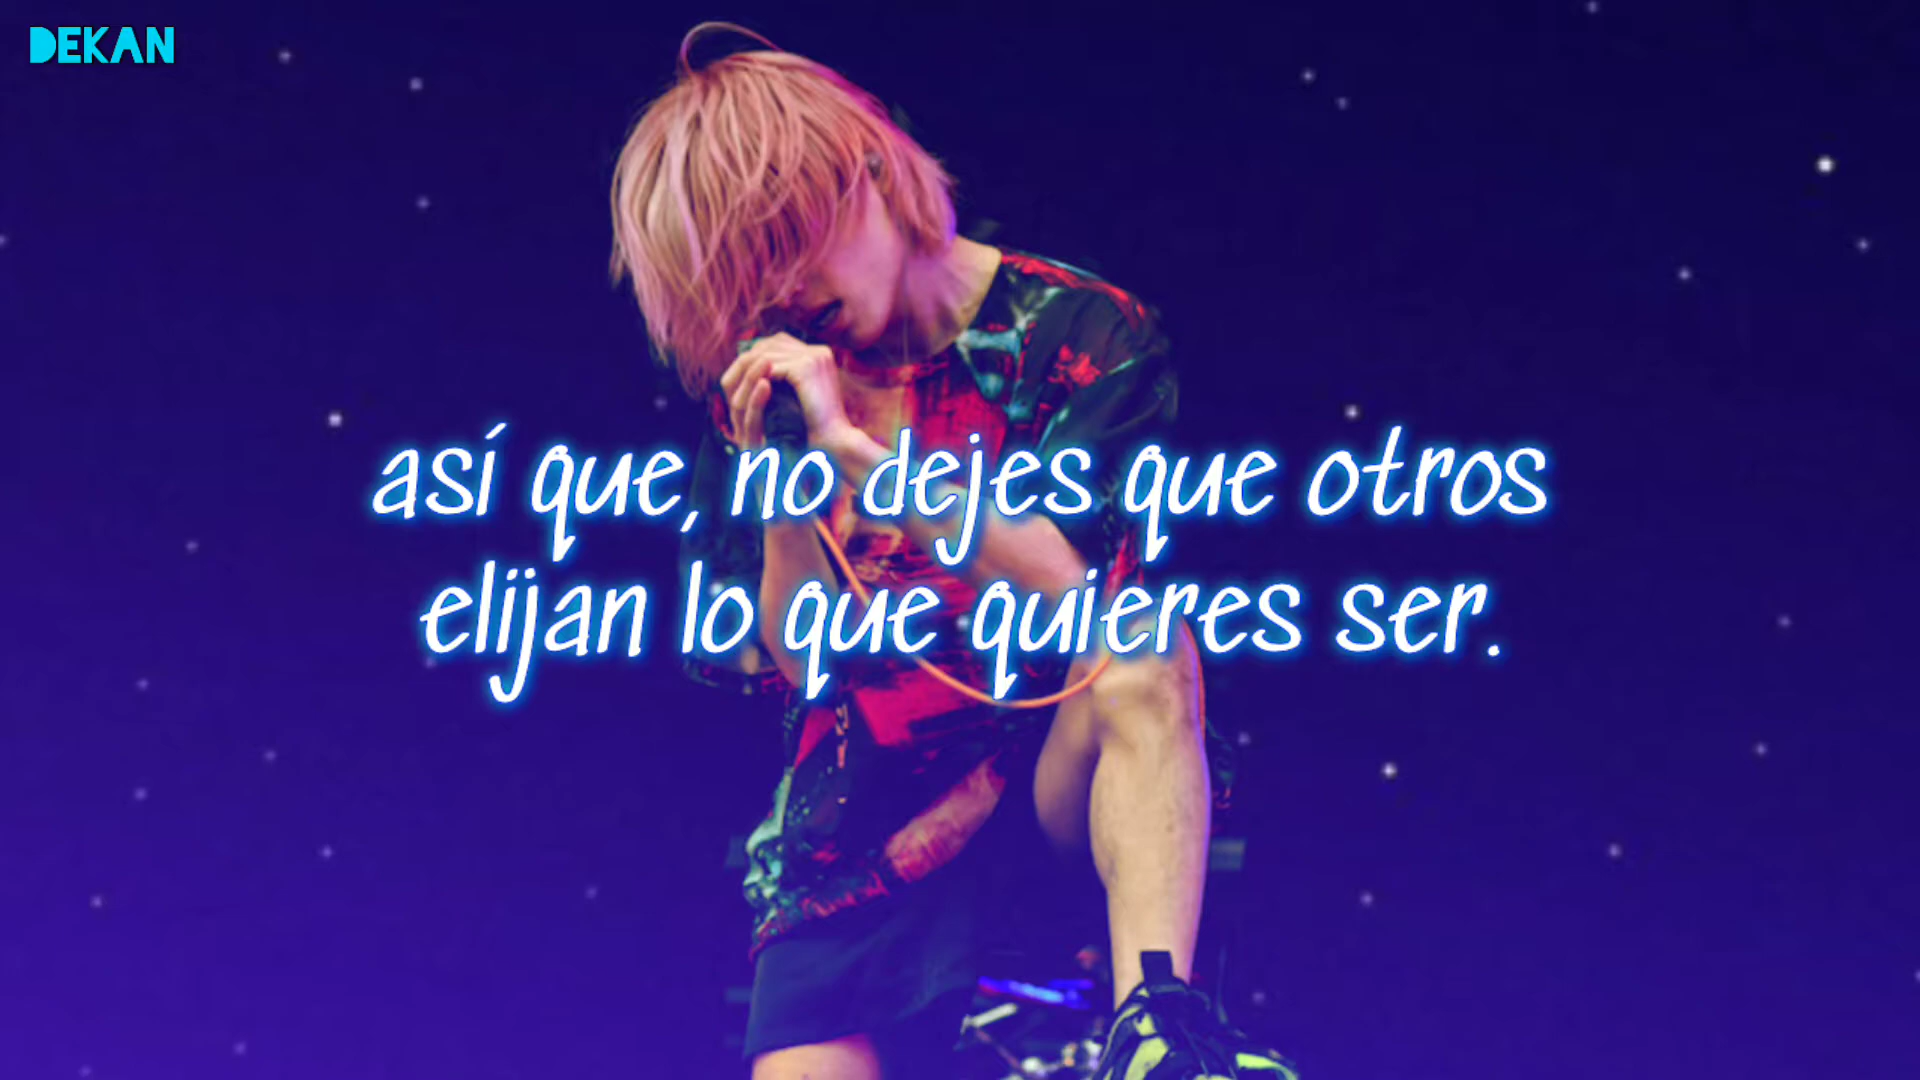 DEKAN
así que, no dejes que otros
elijan lo que quieres ser.